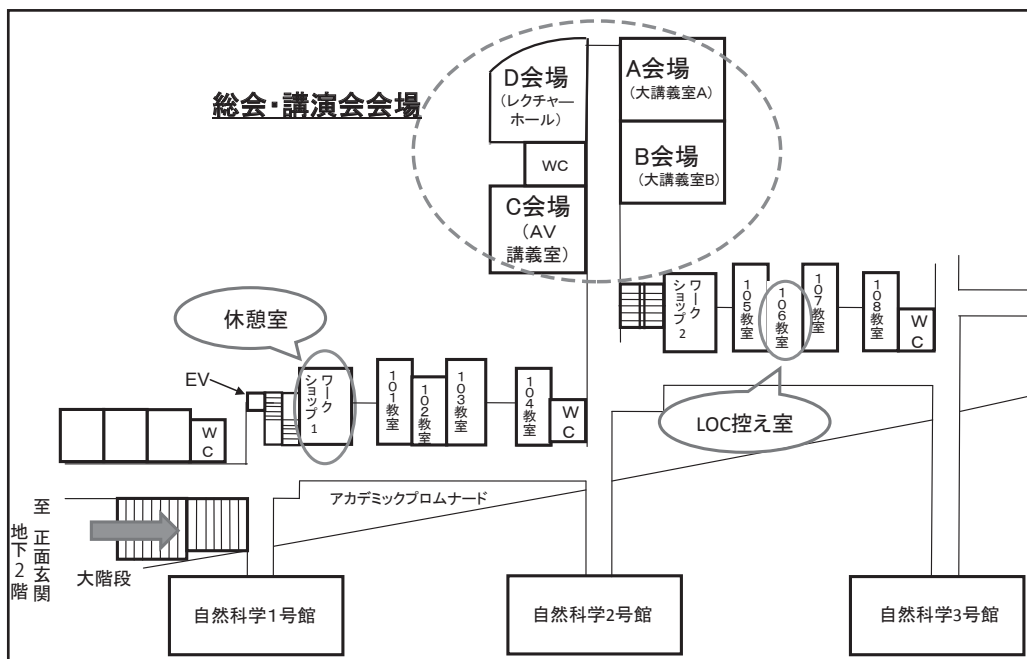 総会・講演会会場
D会場
(レクチャー
ホール)
WC
C会場
(AV
講義室)
A会場
(大講義室A)
B会場
(大講義室B)
ワーク
ショップ2
105教室
106教室
107教室
108教室
WC
LOC控え室
休憩室
EV
ワーク
ショップ1
101教室
102教室
103教室
104教室
WC
WC
アカデミックプロムナード
至 正面玄関
地下2階
大階段
自然科学1号館
自然科学2号館
自然科学3号館